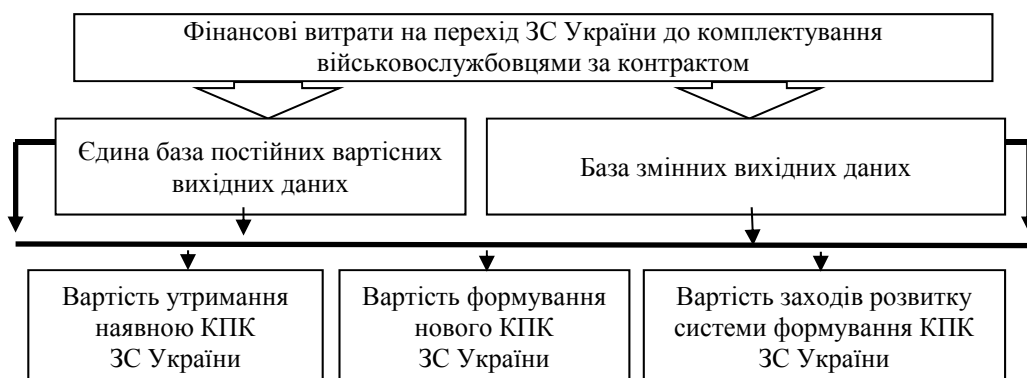 Фінансові витрати на перехід ЗС України до комплектування
військовослужбовцями за контрактом
Єдина база постійних вартісних
вихідних даних
База змінних вихідних даних
Вартість утримання
наявною КПК
ЗС України
Вартість формування
нового КПК
ЗС України
Вартість заходів розвитку
системи формування КПК
ЗС України